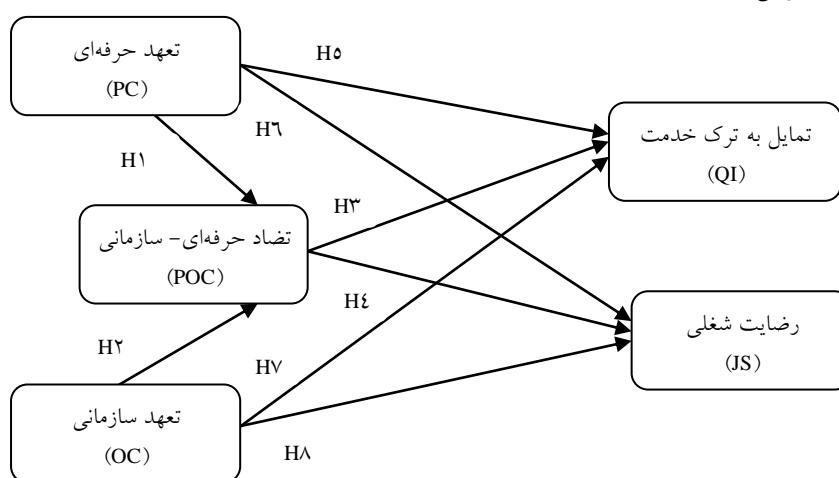 تعهد حرفه‌ای
(PC)
H۵
H۶
تمایل به ترک خدمت
(QI)
H۱
H۳
تضاد حرفه‌ای- سازمانی
(POC)
H٤
رضایت شغلی
(JS)
H۲
H۷
تعهد سازمانی
(OC)
H۸